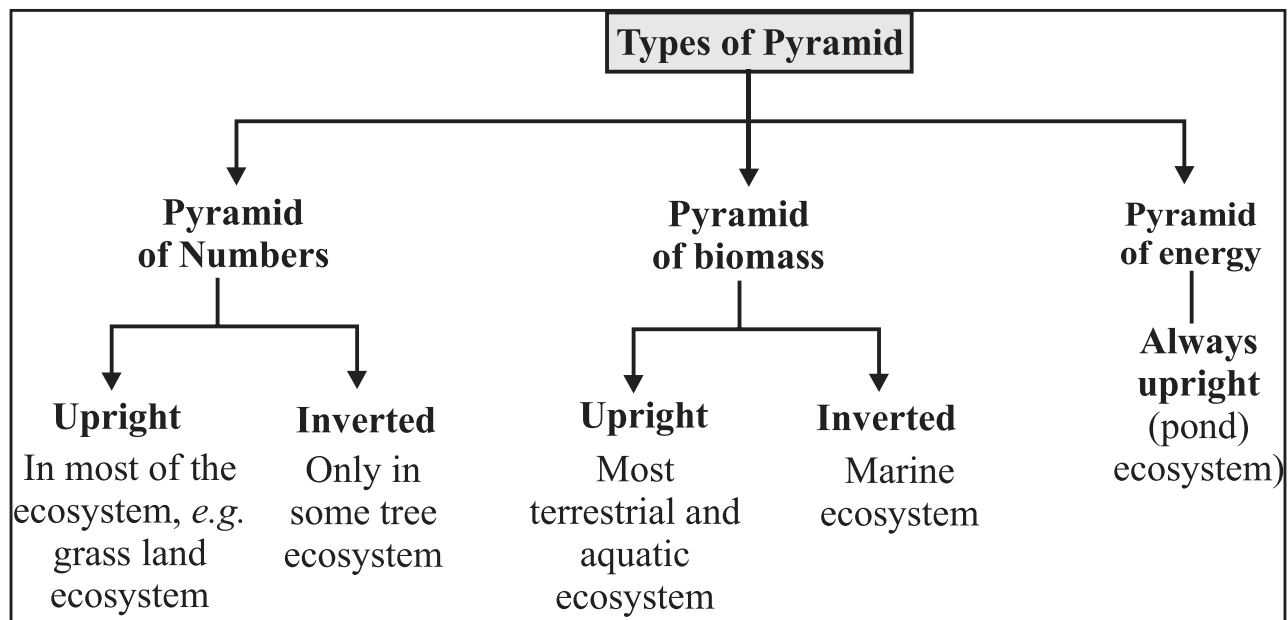 Types of Pyramid
Pyramid
of Numbers
Upright
In most of the
ecosystem, e.g.
grass land
ecosystem
Inverted
Only in
some tree
ecosystem
Pyramid
of biomass
Upright
Most
terrestrial and
aquatic
ecosystem
Inverted
Marine
ecosystem
Pyramid
of energy
Always
upright
(pond)
ecosystem)